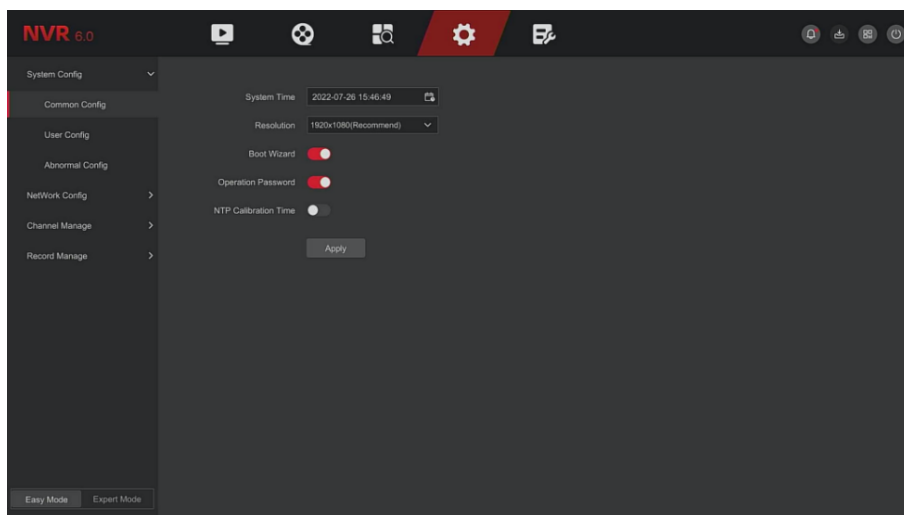 NVR 6.0
System Config
Common Config
User Config
Abnormal Config
NetWork Config
Channel Manage
Record Manage
Easy Mode
Expert Mode
System Time 2022-07-26 15:46:49
Resolution 1920x1080(Recommend)
Boot Wizard
Operation Password
NTP Calibration Time
Apply